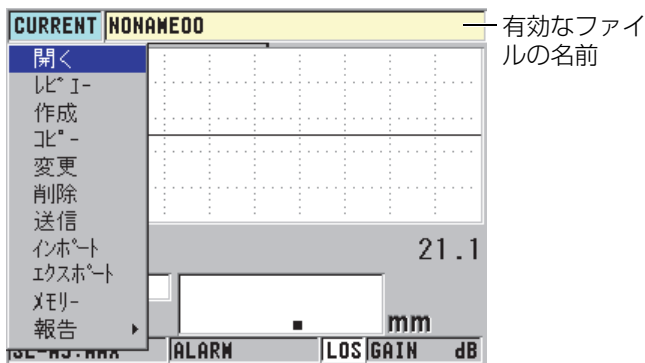 CURRENT NONAME00
有効なファイ
ルの名前
開く
ﾚﾋﾞｭｰ
作成
ｺﾋﾟｰ
変更
削除
送信
ｲﾝﾎﾟｰﾄ
ｴｸｽﾎﾟｰﾄ
ﾒﾓﾘｰ
報告
21.1
mm
ALARM LOS GAIN dB